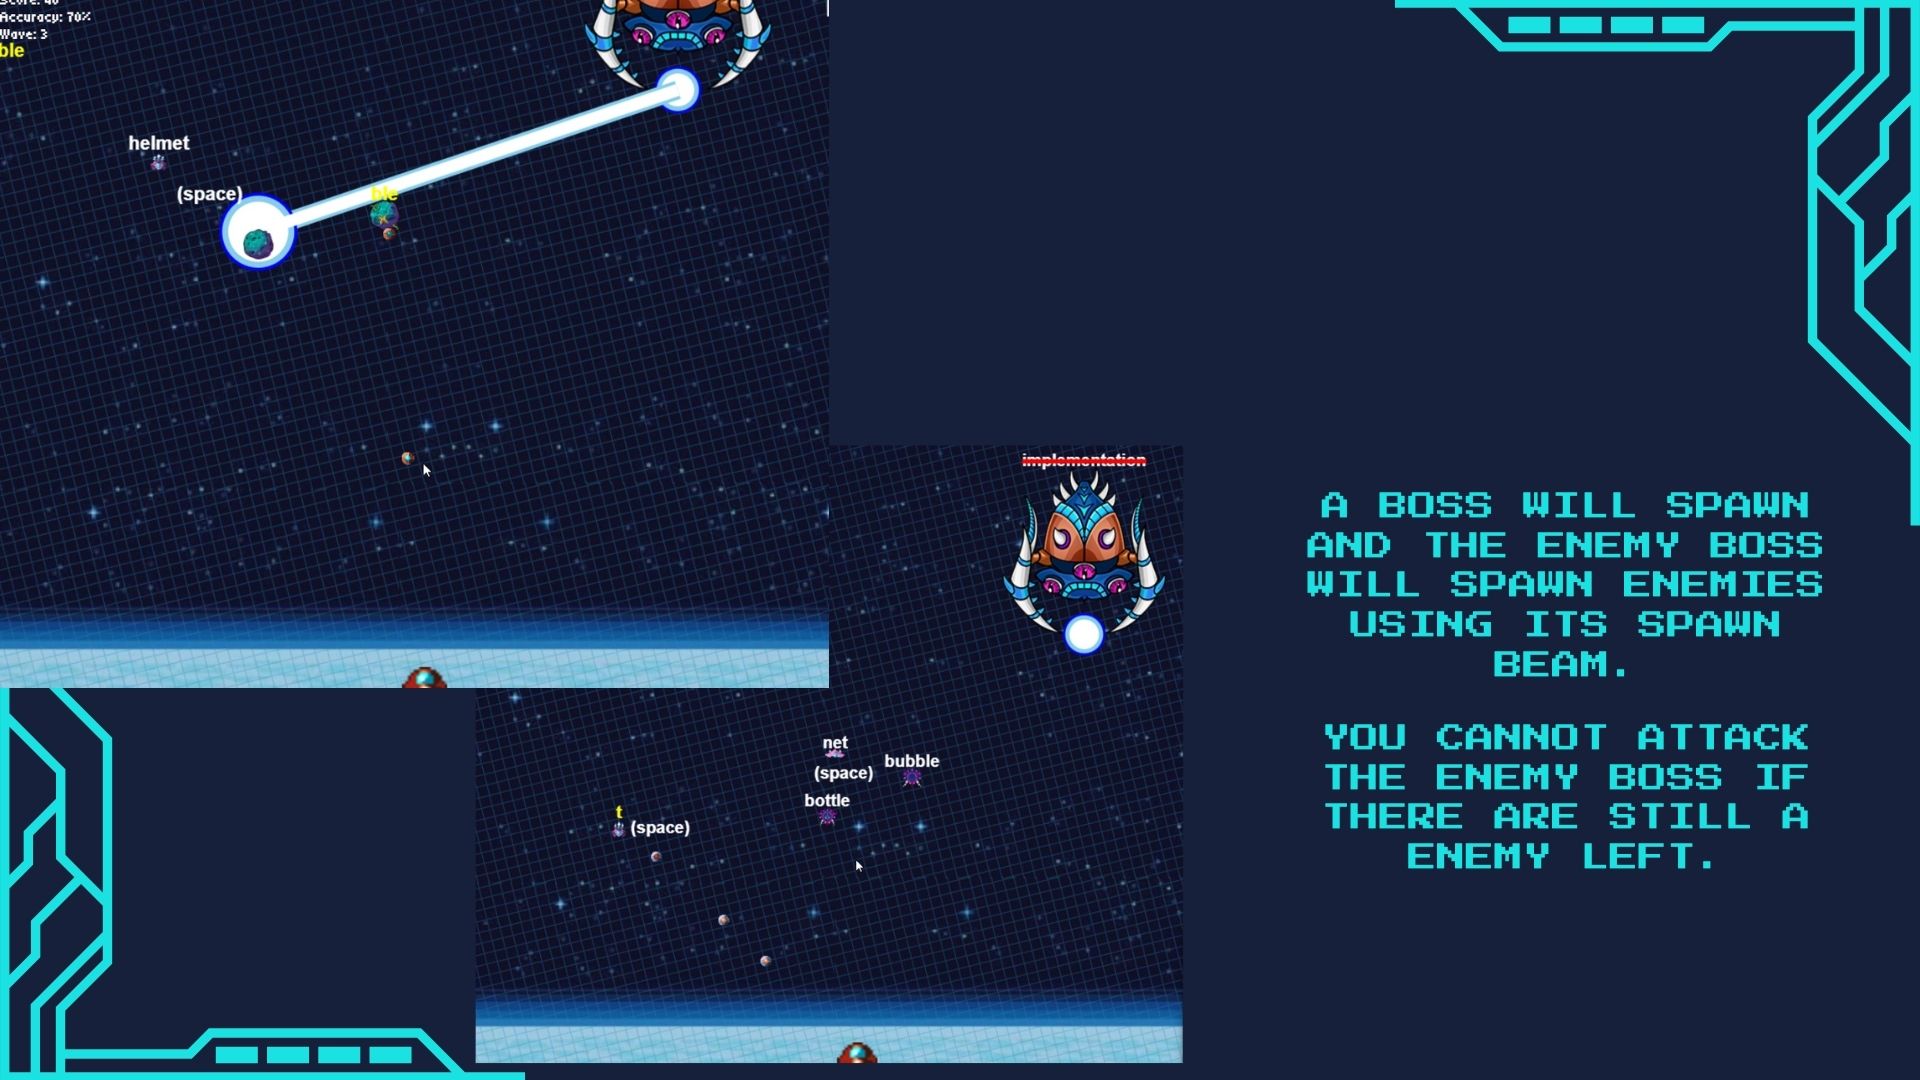 Score: 40
Accuracy: 70%
Wave: 3
ble
helmet
(space)
ble
implementation
net
(space)
bubble
bottle
t
(space)
A BOSS WILL SPAWN
AND THE ENEMY BOSS
WILL SPAWN ENEMIES
USING ITS SPAWN
BEAM.
YOU CANNOT ATTACK
THE ENEMY BOSS IF
THERE ARE STILL A
ENEMY LEFT.